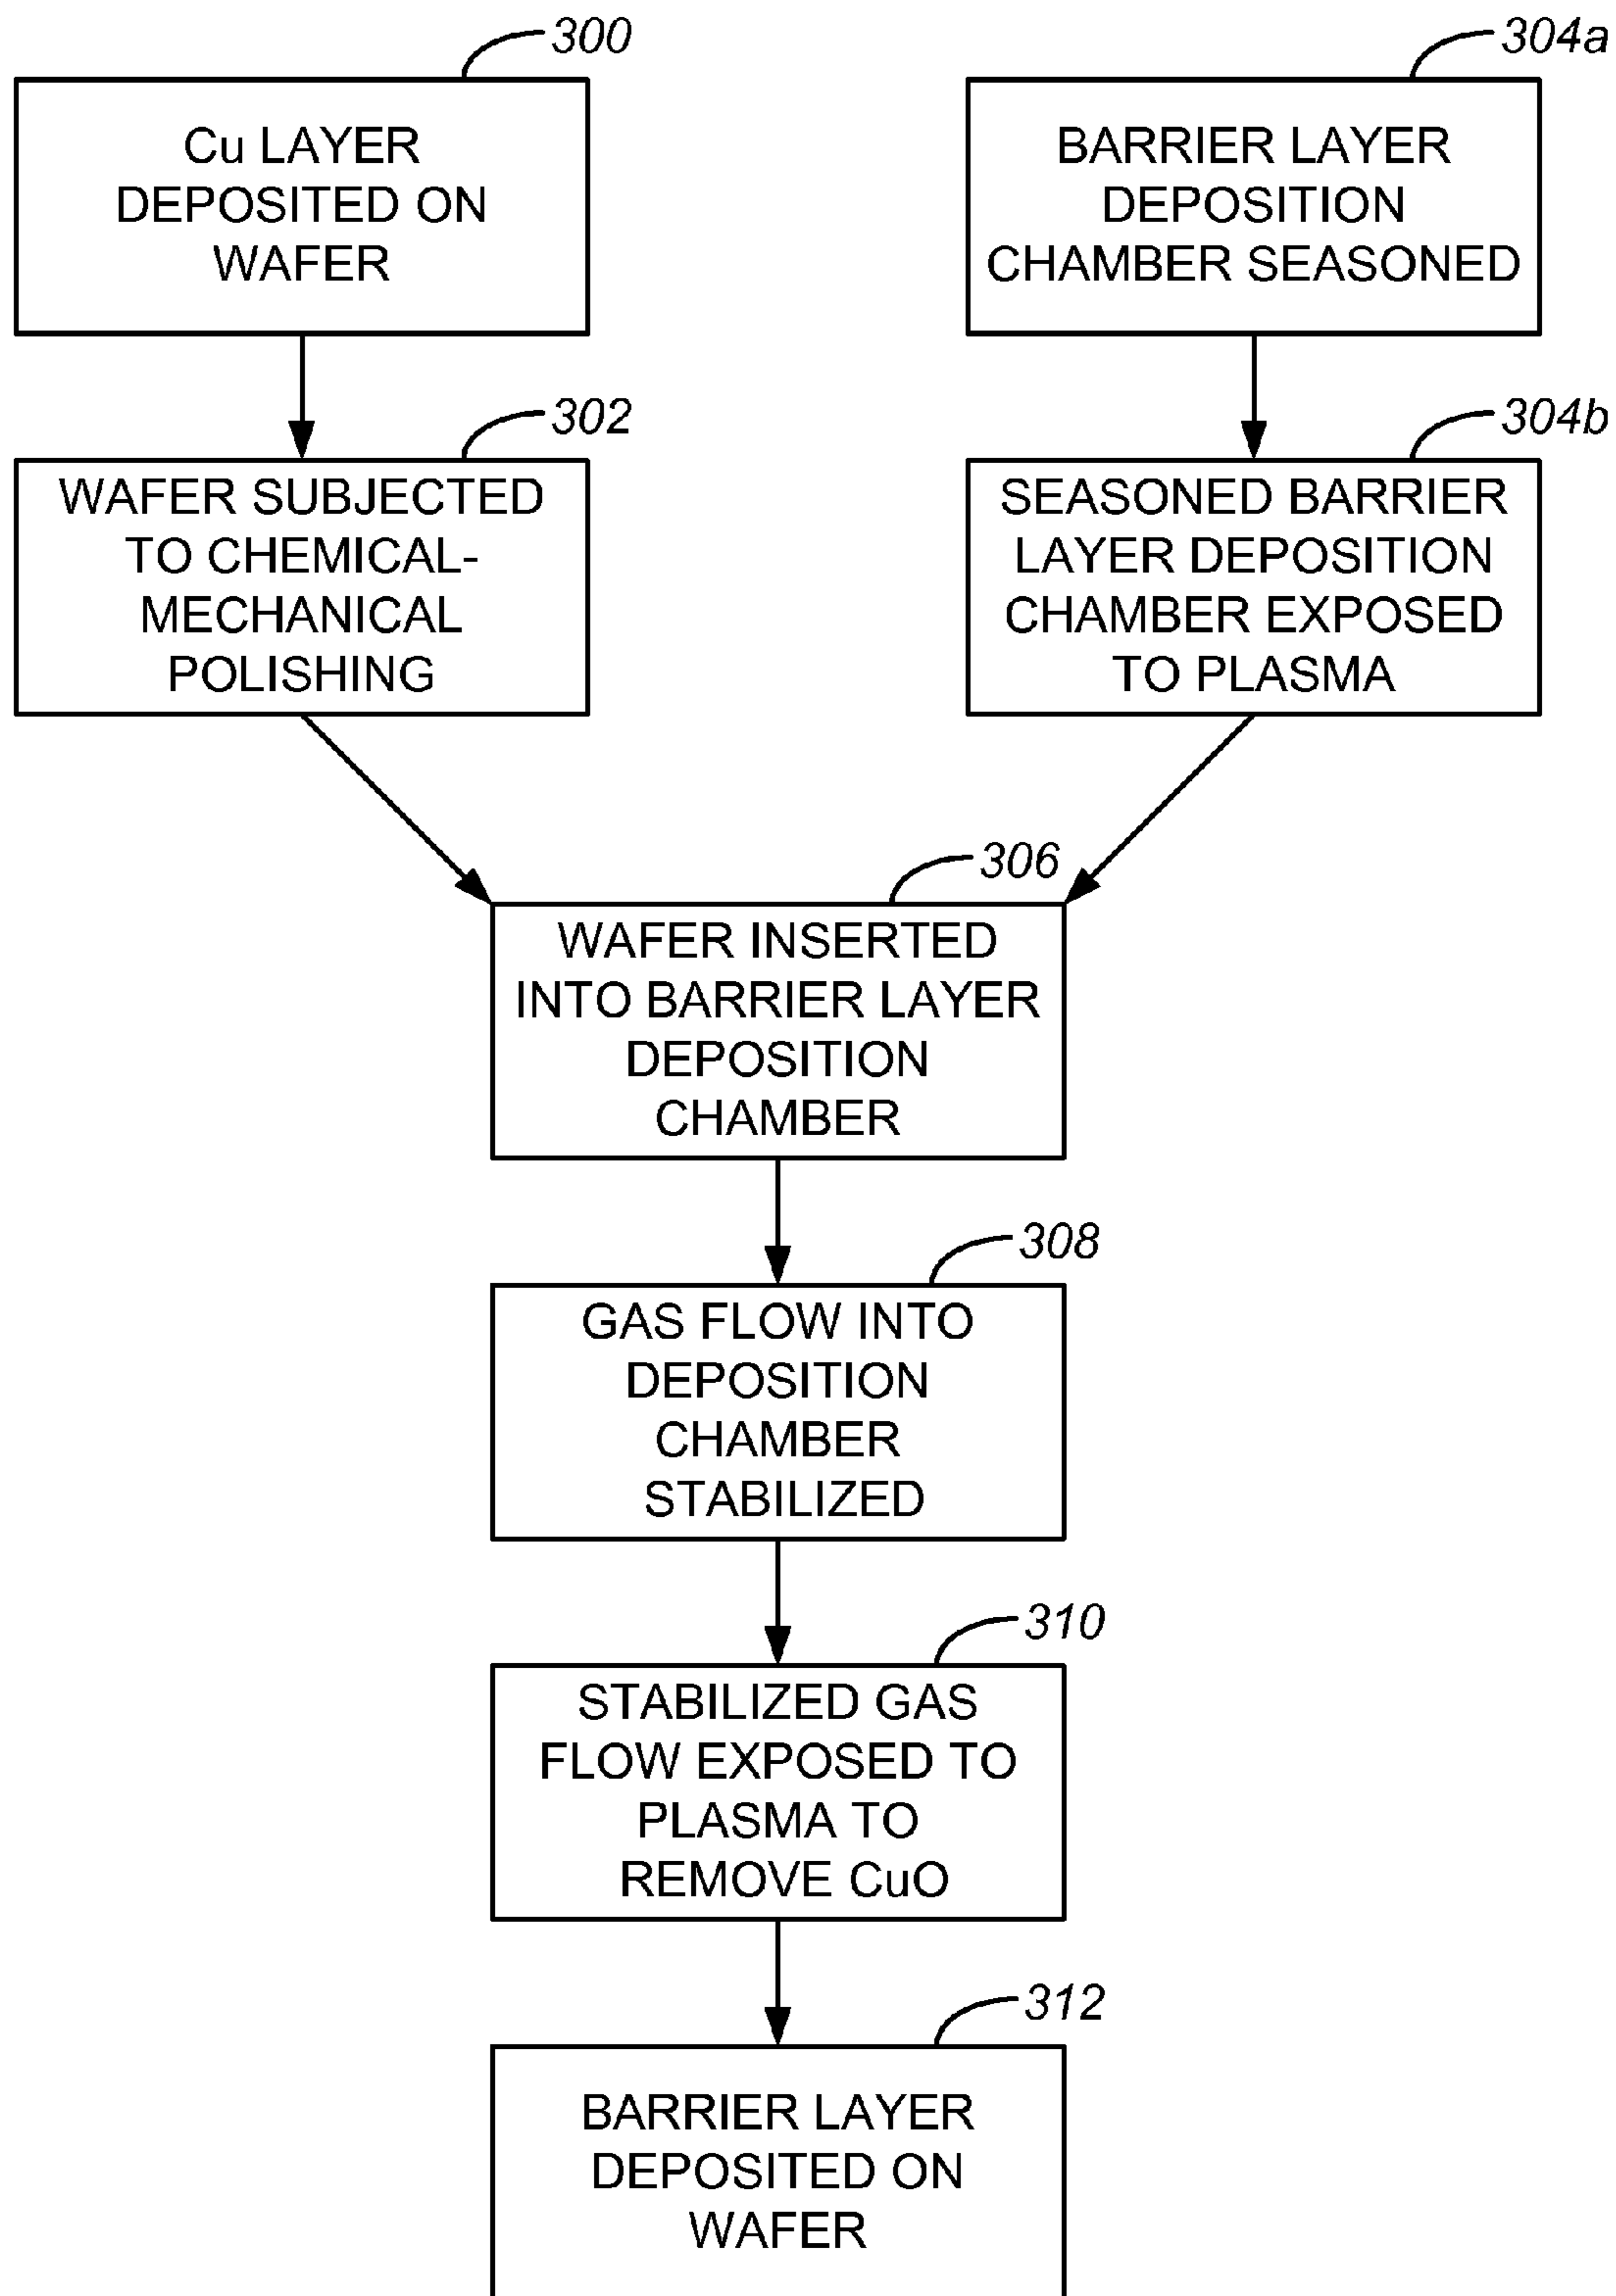 300
Cu LAYER
DEPOSITED ON
WAFER
304a
BARRIER LAYER
DEPOSITION
CHAMBER SEASONED
302
WAFER SUBJECTED
TO CHEMICAL-
MECHANICAL
POLISHING
304b
SEASONED BARRIER
LAYER DEPOSITION
CHAMBER EXPOSED
TO PLASMA
306
WAFER INSERTED
INTO BARRIER LAYER
DEPOSITION
CHAMBER
308
GAS FLOW INTO
DEPOSITION
CHAMBER
STABILIZED
310
STABILIZED GAS
FLOW EXPOSED TO
PLASMA TO
REMOVE CuO
312
BARRIER LAYER
DEPOSITED ON
WAFER